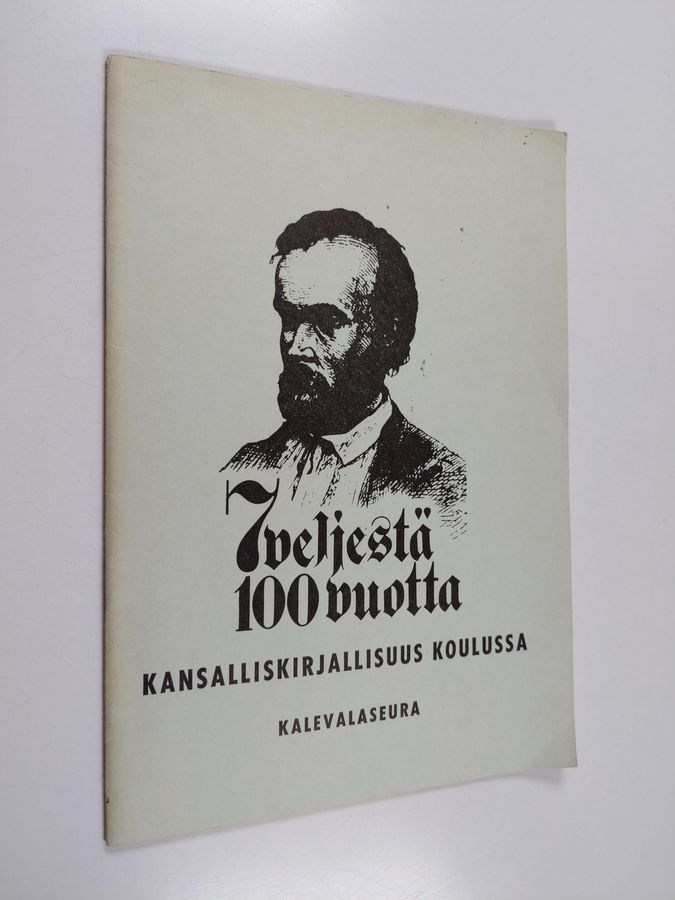 7 veljestä
100 vuotta
KANSALLISKIRJALLISUUS KOULUSSA
KALEVALASEURA